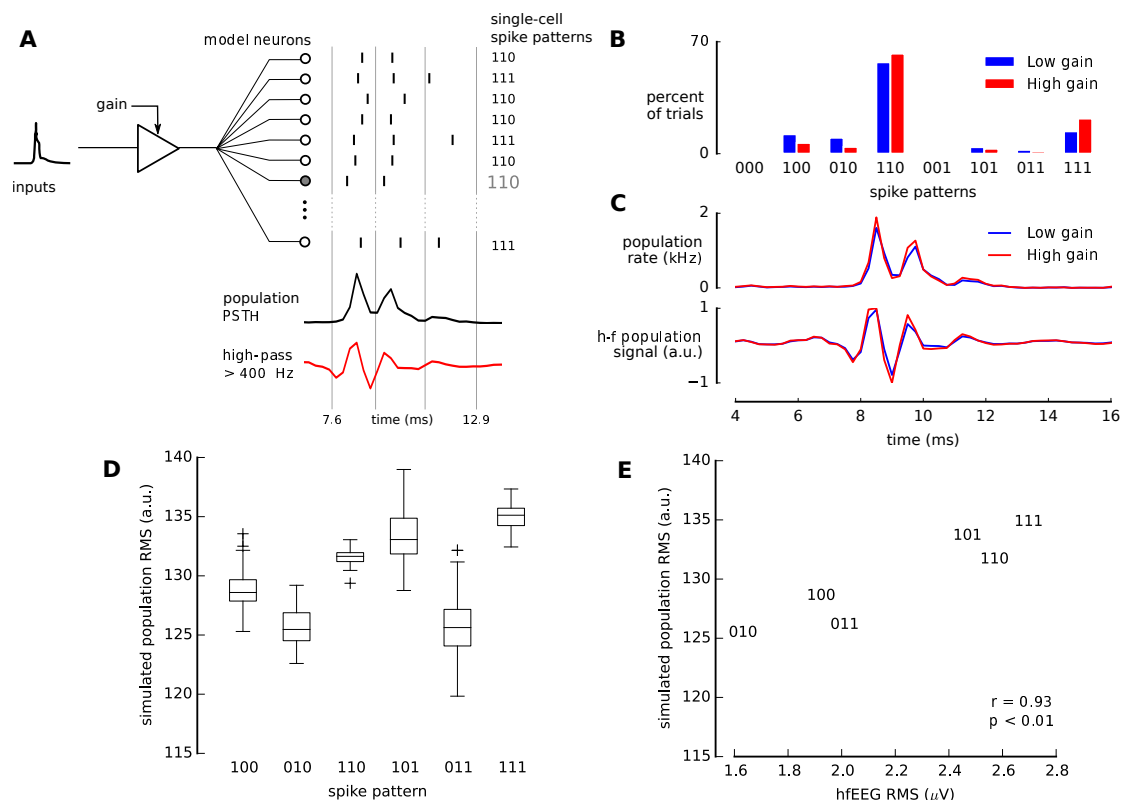 A
model neurons
single-cell
spike patterns
gain
inputs
110
111
110
110
111
110
110
111
population
PSTH
high-pass
> 400 Hz
7.6
time (ms)
12.9
B
70
percent
of trials
0
Low gain
High gain
000 100 010 110 001 101 011 111
spike patterns
C
2
population
rate (kHz)
0
Low gain
High gain
1
h-f population
signal (a.u.)
−1
4 6 8 10 12 14 16
time (ms)
D
simulated population RMS (a.u.)
140
135
130
125
120
115
100 010 110 101 011 111
spike pattern
E
simulated population RMS (a.u.)
140
135
130
125
120
115
111
101
110
100
011
010
r = 0.93
p < 0.01
1.6 1.8 2.0 2.2 2.4 2.6 2.8
hfEEG RMS (μV)